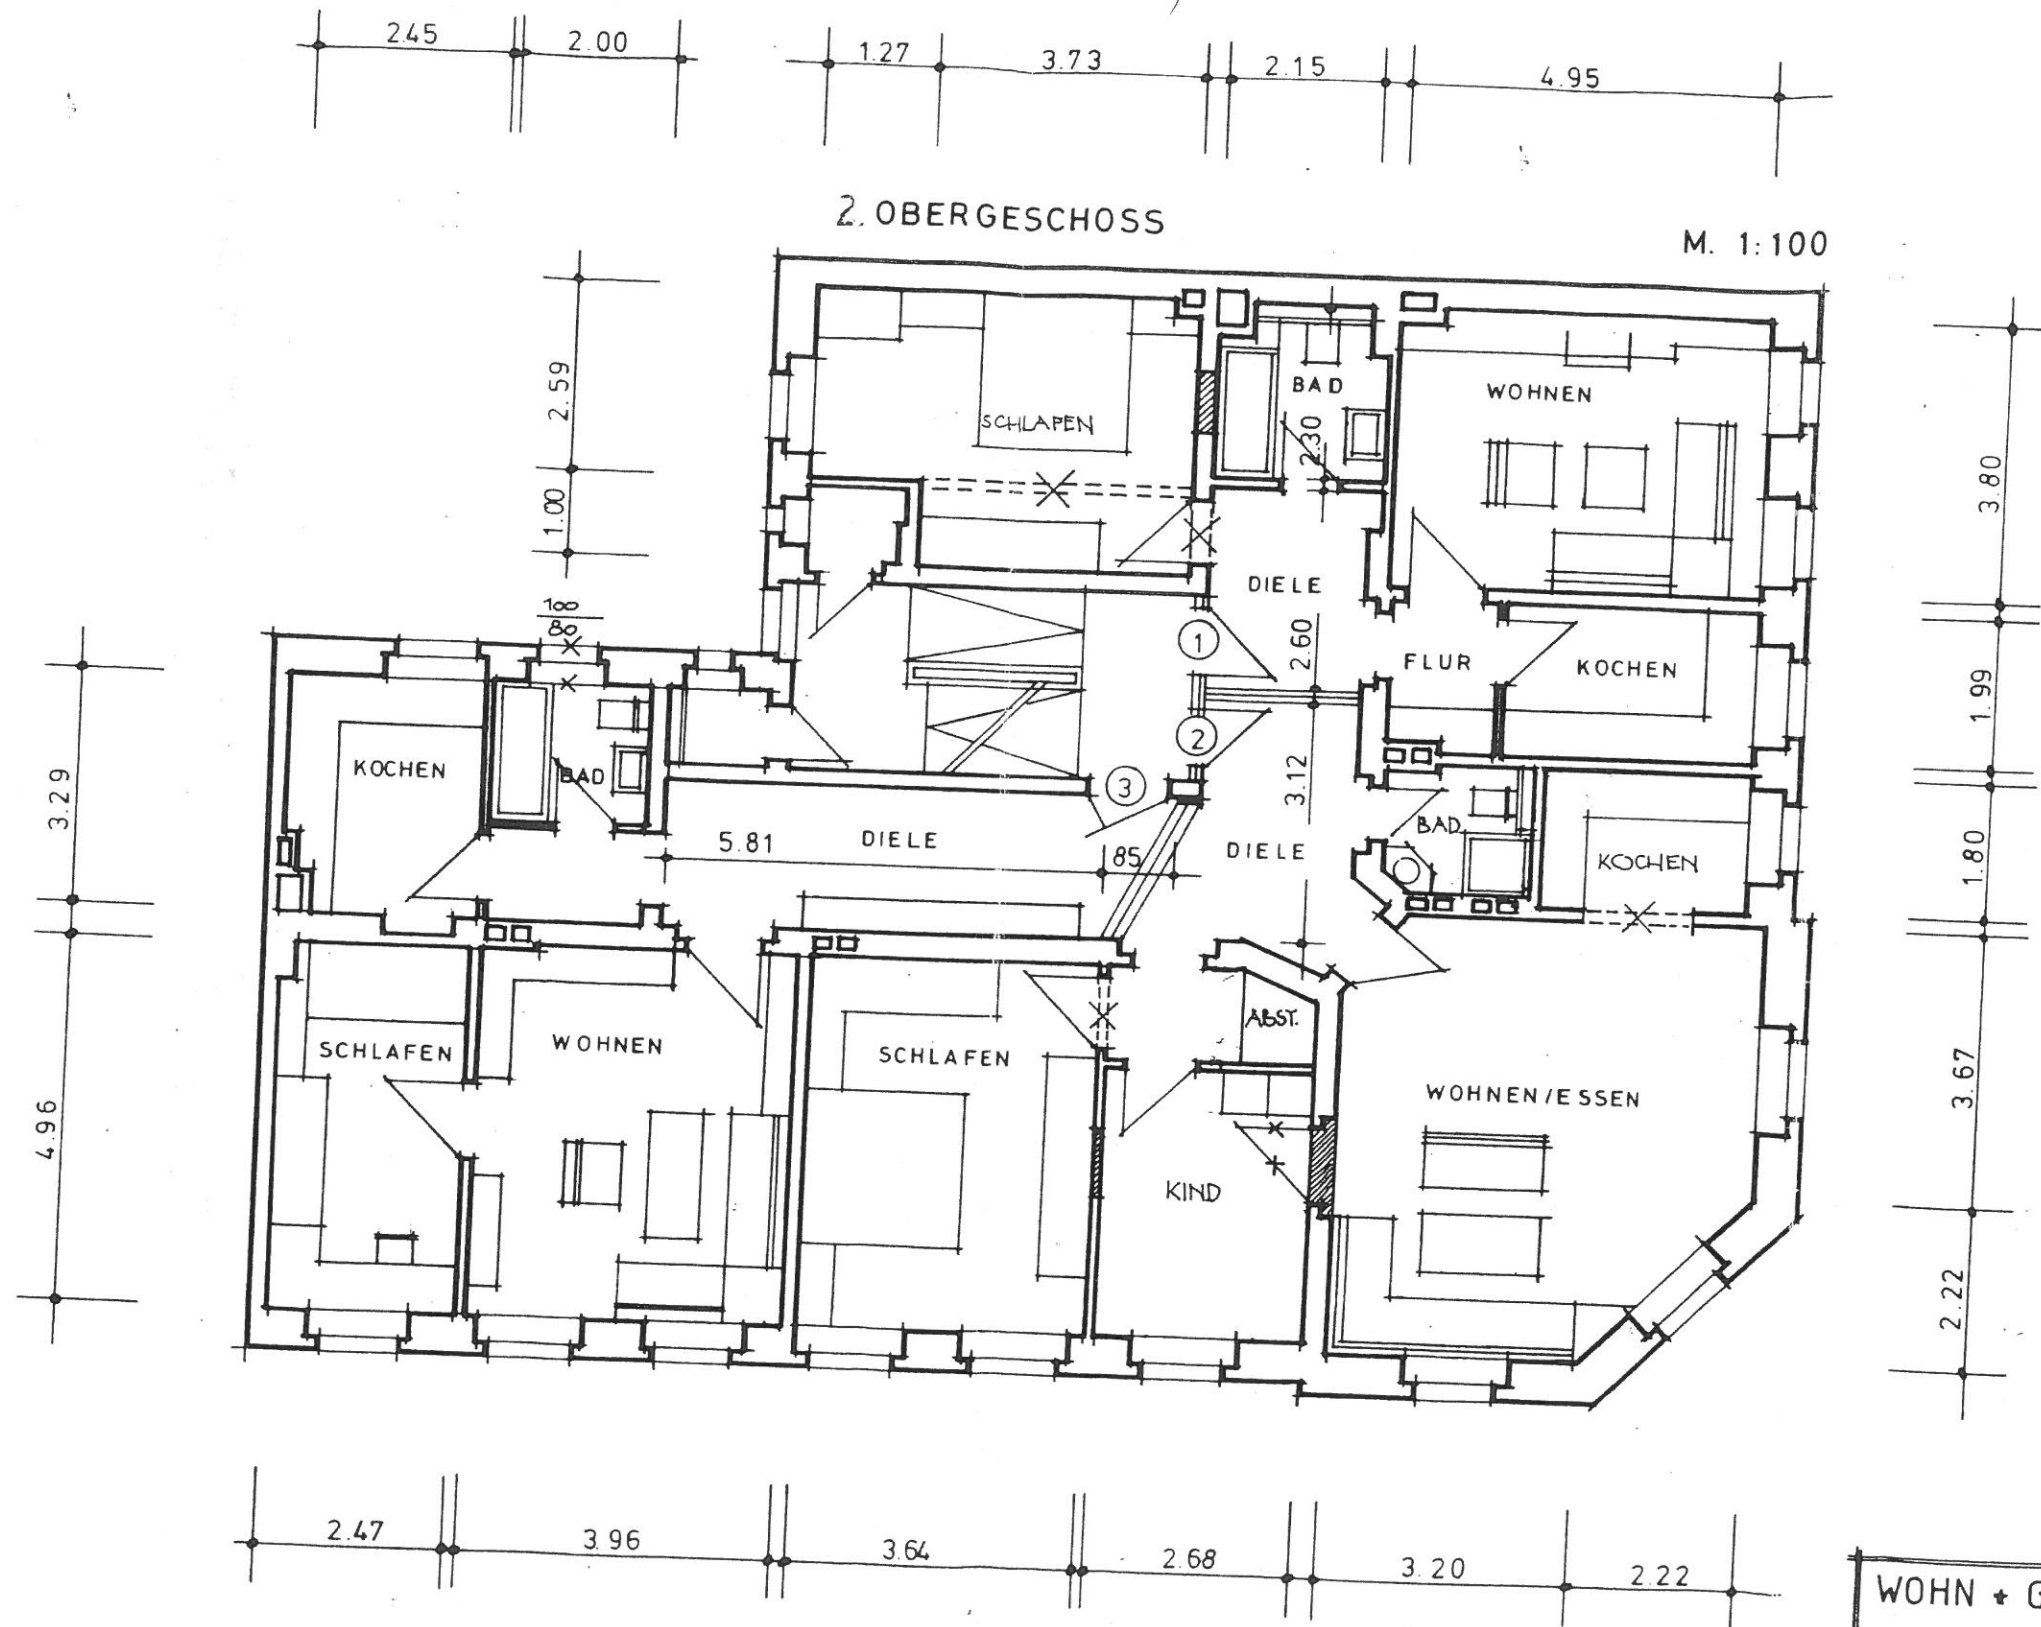 2.45
2.00
1.27
3.73
2.15
4.95
2. OBERGESCHOSS
M. 1:100
2.59
1.00
SCHLAFEN
BAD
2.30
WOHNEN
3.80
DIELE
100
80
1
2.60
FLUR
KOCHEN
1.99
2
3
3.12
KOCHEN
BAD
3.29
DIELE
5.81
85
DIELE
BAD
KOCHEN
1.80
SCHLAFEN
WOHNEN
SCHLAFEN
ABST.
WOHNEN/ESSEN
3.67
4.96
KIND
2.22
2.47
3.96
3.64
2.68
3.20
2.22
WOHN + G